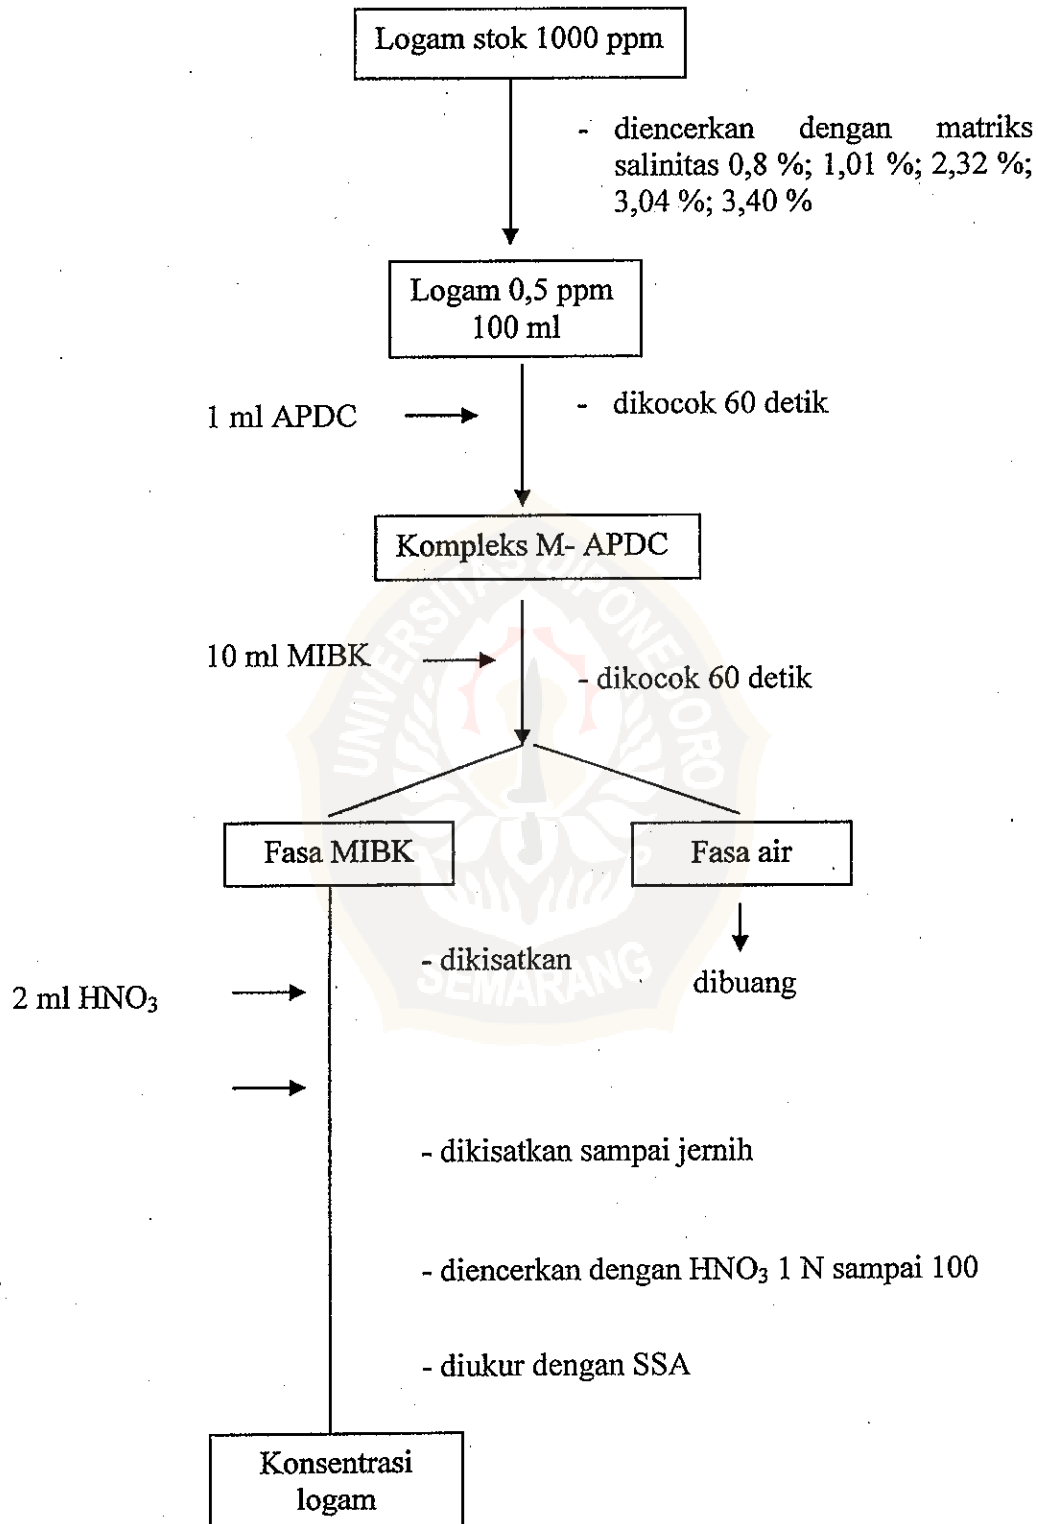 Logam stok 1000 ppm
- diencerkan dengan matriks
salinitas 0,8 %; 1,01 %; 2,32 %;
3,04 %; 3,40 %
Logam 0,5 ppm
100 ml
1 ml APDC
- dikocok 60 detik
Kompleks M- APDC
10 ml MIBK
- dikocok 60 detik
Fasa MIBK
Fasa air
- dikisatkan
2 ml HNO₃
dibuang
- dikisatkan sampai jernih
- diencerkan dengan HNO₃ 1 N sampai 100
- diukur dengan SSA
Konsentrasi
logam
UNIVERSITAS DIPONEGORO
SEMARANG